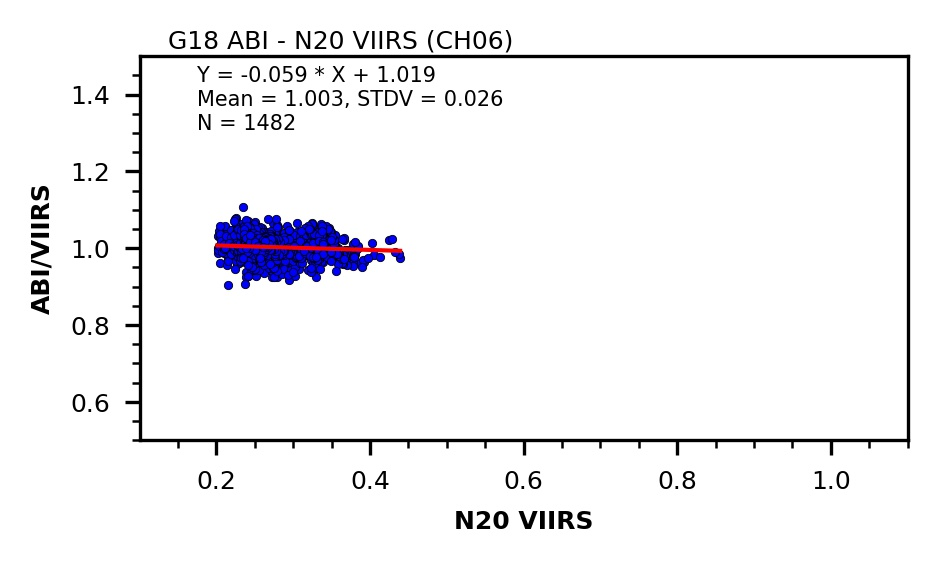 G18 ABI - N20 VIIRS (CH06)
Y = -0.059 * X + 1.019
Mean = 1.003, STDV = 0.026
N = 1482
1.4
1.2
1.0
0.8
0.6
ABI/VIIRS
0.2 0.4 0.6 0.8 1.0
N20 VIIRS